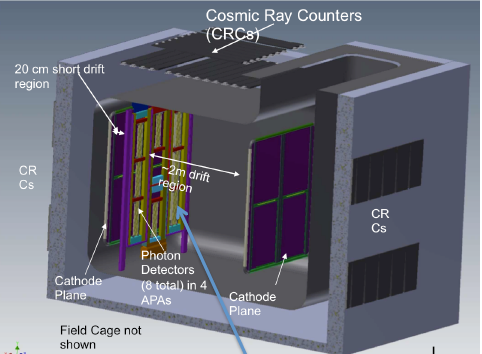 Cosmic Ray Counters
(CRCs)
20 cm short drift
region
~2m drift
region
CR
Cs
CR
Cs
Photon
Detectors
(8 total) in 4
APAs
Cathode
Plane
Cathode
Plane
Field Cage not
shown